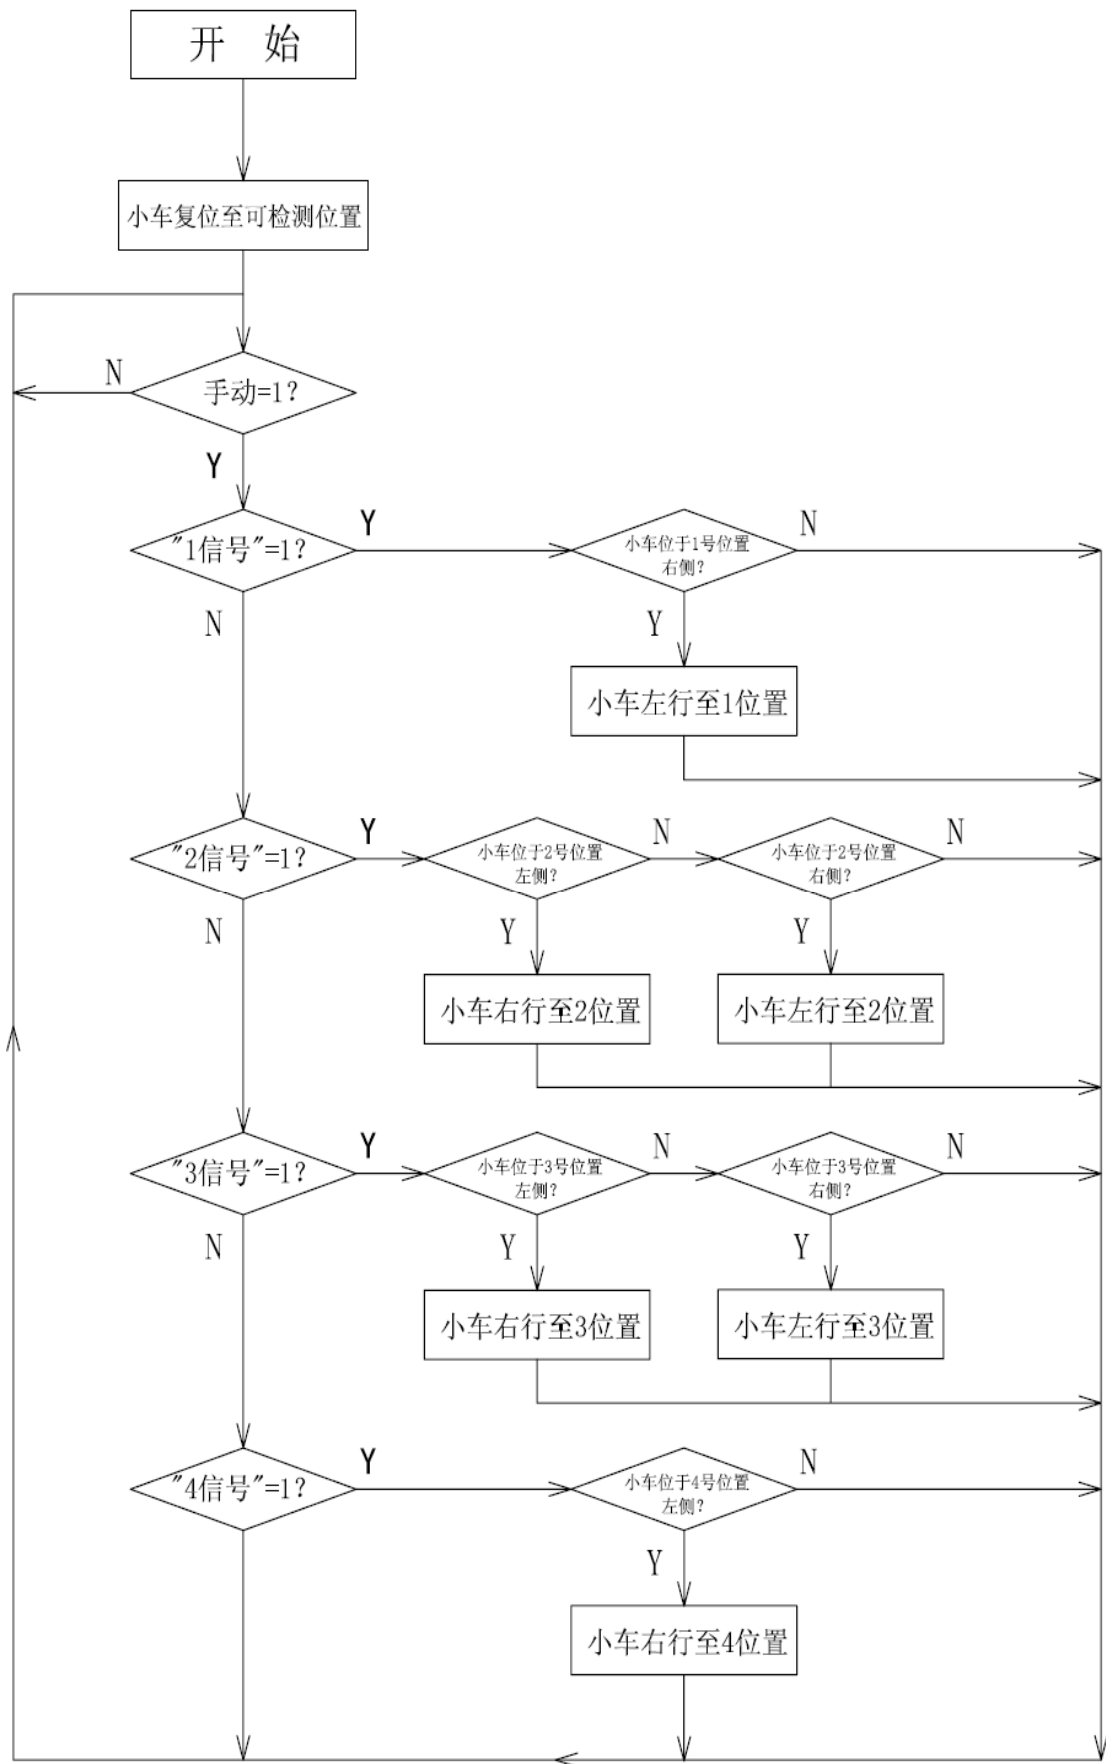 开 始
小车复位至可检测位置
N
手动=1?
Y
"1信号"=1?
Y
小车位于1号位置
右侧?
N
N
Y
小车左行至1位置
"2信号"=1?
Y
小车位于2号位置
左侧?
N
小车位于2号位置
右侧?
N
N
Y
Y
小车右行至2位置
小车左行至2位置
"3信号"=1?
Y
小车位于3号位置
左侧?
N
小车位于3号位置
右侧?
N
N
Y
Y
小车右行至3位置
小车左行至3位置
"4信号"=1?
Y
小车位于4号位置
左侧?
N
Y
小车右行至4位置